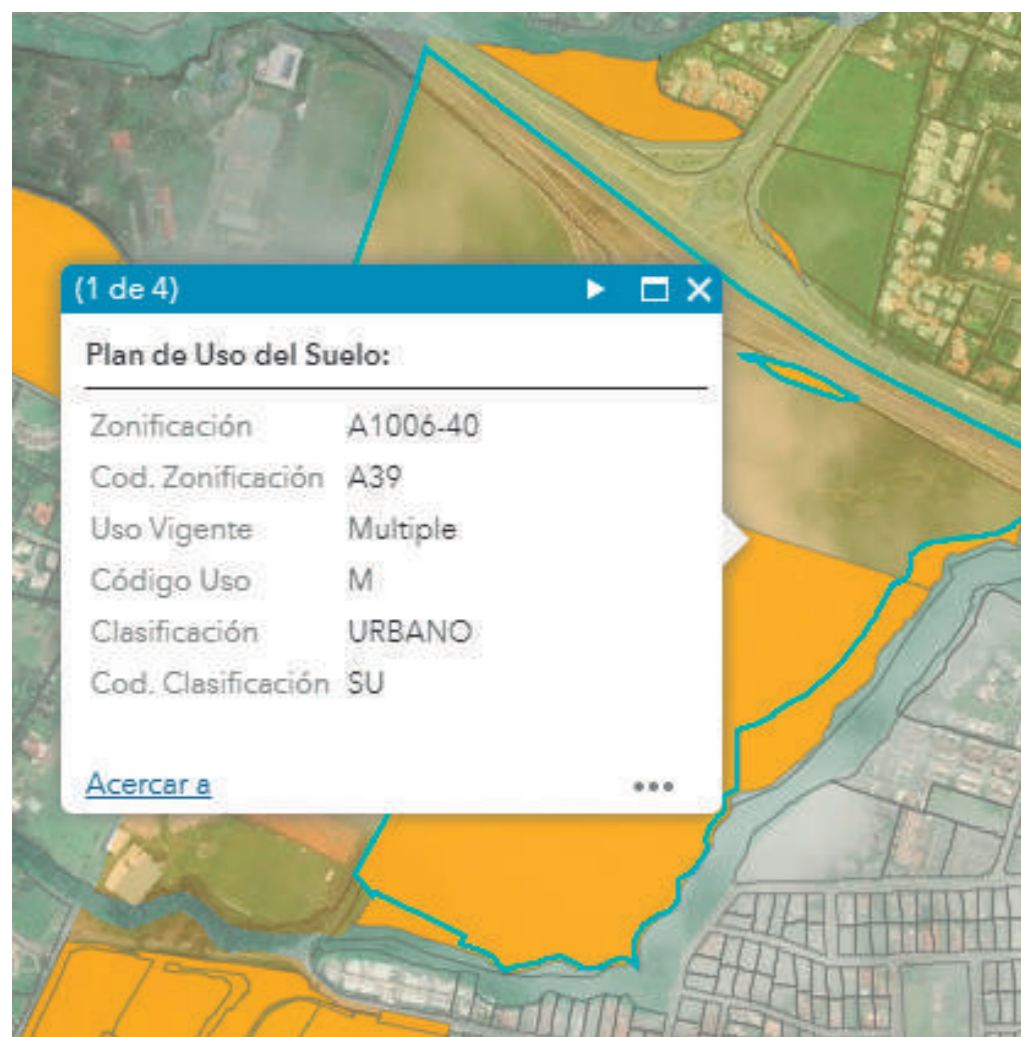 (1 de 4)
Plan de Uso del Suelo:
Zonificación A1006-40
Cod. Zonificación A39
Uso Vigente Multiple
Código Uso M
Clasificación URBANO
Cod. Clasificación SU
Acercar a